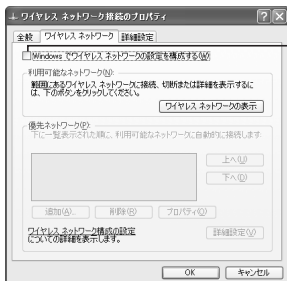 ワイヤレス ネットワーク接続のプロパティ
全般 ワイヤレス ネットワーク 詳細設定
Windows でワイヤレス ネットワークの設定を構成する(W)
利用可能なネットワーク(N):
範囲にあるワイヤレス ネットワークに接続、切断または詳細を表示するに
は、下のボタンをクリックしてください。
ワイヤレス ネットワークの表示
優先ネットワーク(P):
下に一覧表示された順に、利用可能なネットワークに自動的に接続します:
上へ(U)
下へ(D)
追加(A)... 削除(R) プロパティ(O)
ワイヤレス ネットワーク構成の設定
についての詳細を表示します。
詳細設定(V)
OK キャンセル